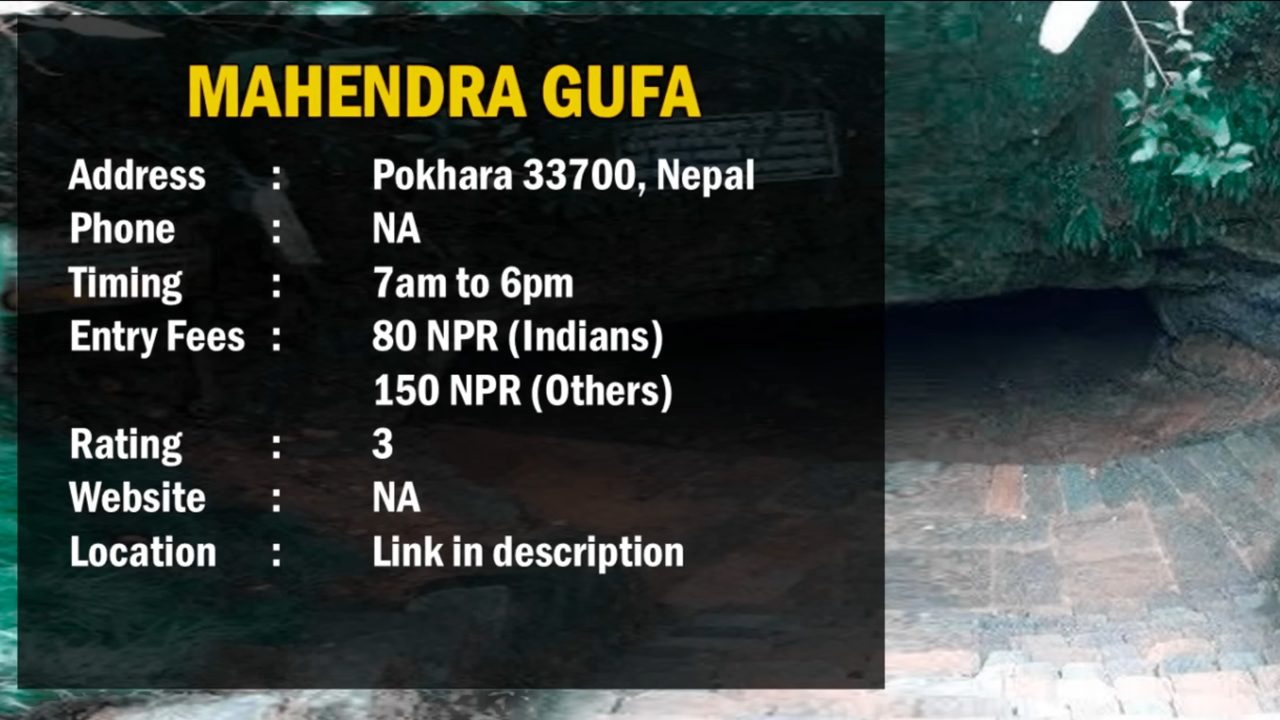 MAHENDRA GUFA
Address : Pokhara 33700, Nepal
Phone : NA
Timing : 7am to 6pm
Entry Fees : 80 NPR (Indians)
150 NPR (Others)
Rating : 3
Website : NA
Location : Link in description